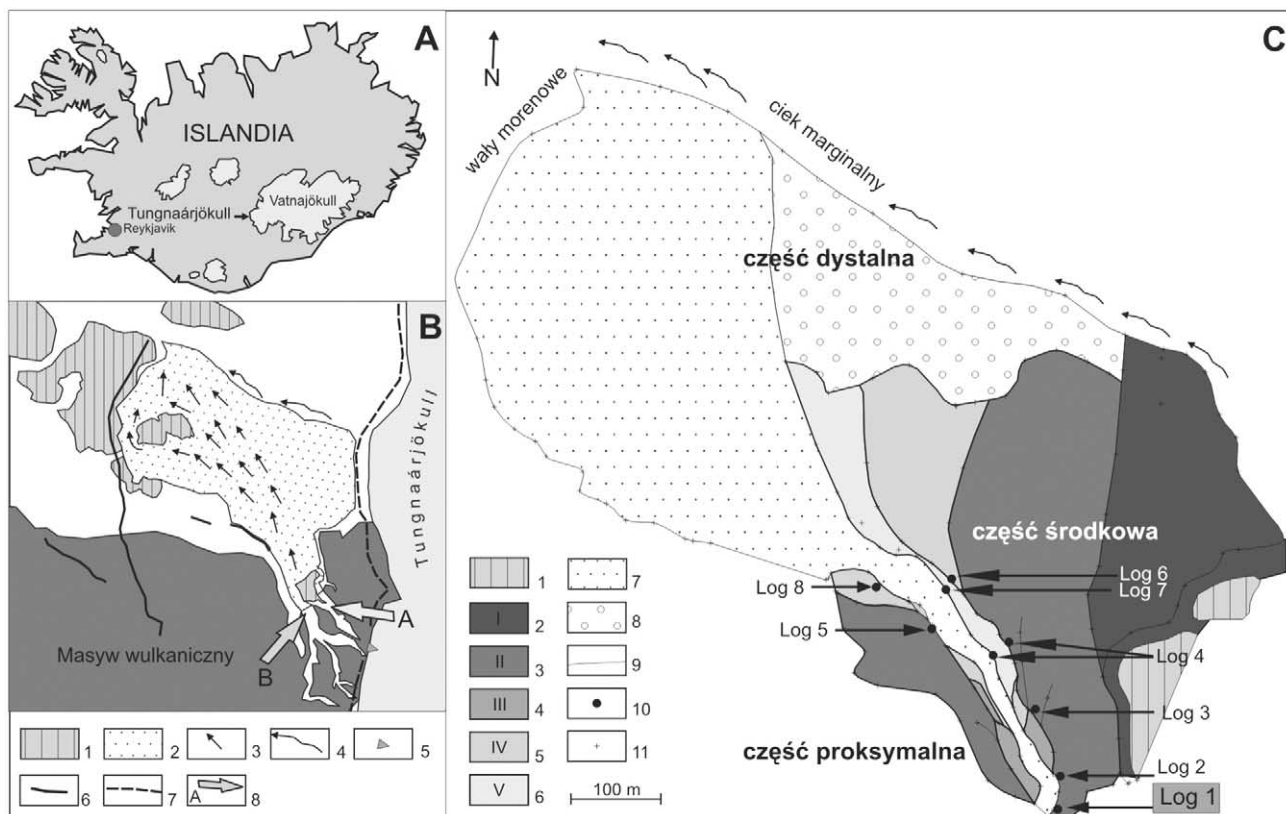 A
ISLANDIA
Vatnajökull
Tungnaárjökull
Reykjavik
B
Tungnaárjökull
A
B
Masyw wulkaniczny
1
2
3
4
5
6
7
A
8
C
N
wały morenowe
ciek marginalny
część dystalna
część środkowa
Log 6
Log 7
Log 8
Log 5
Log 4
Log 3
część proksymalna
Log 2
Log 1
1
7
I
2
8
II
3
9
III
4
10
IV
5
11
V
6
100 m